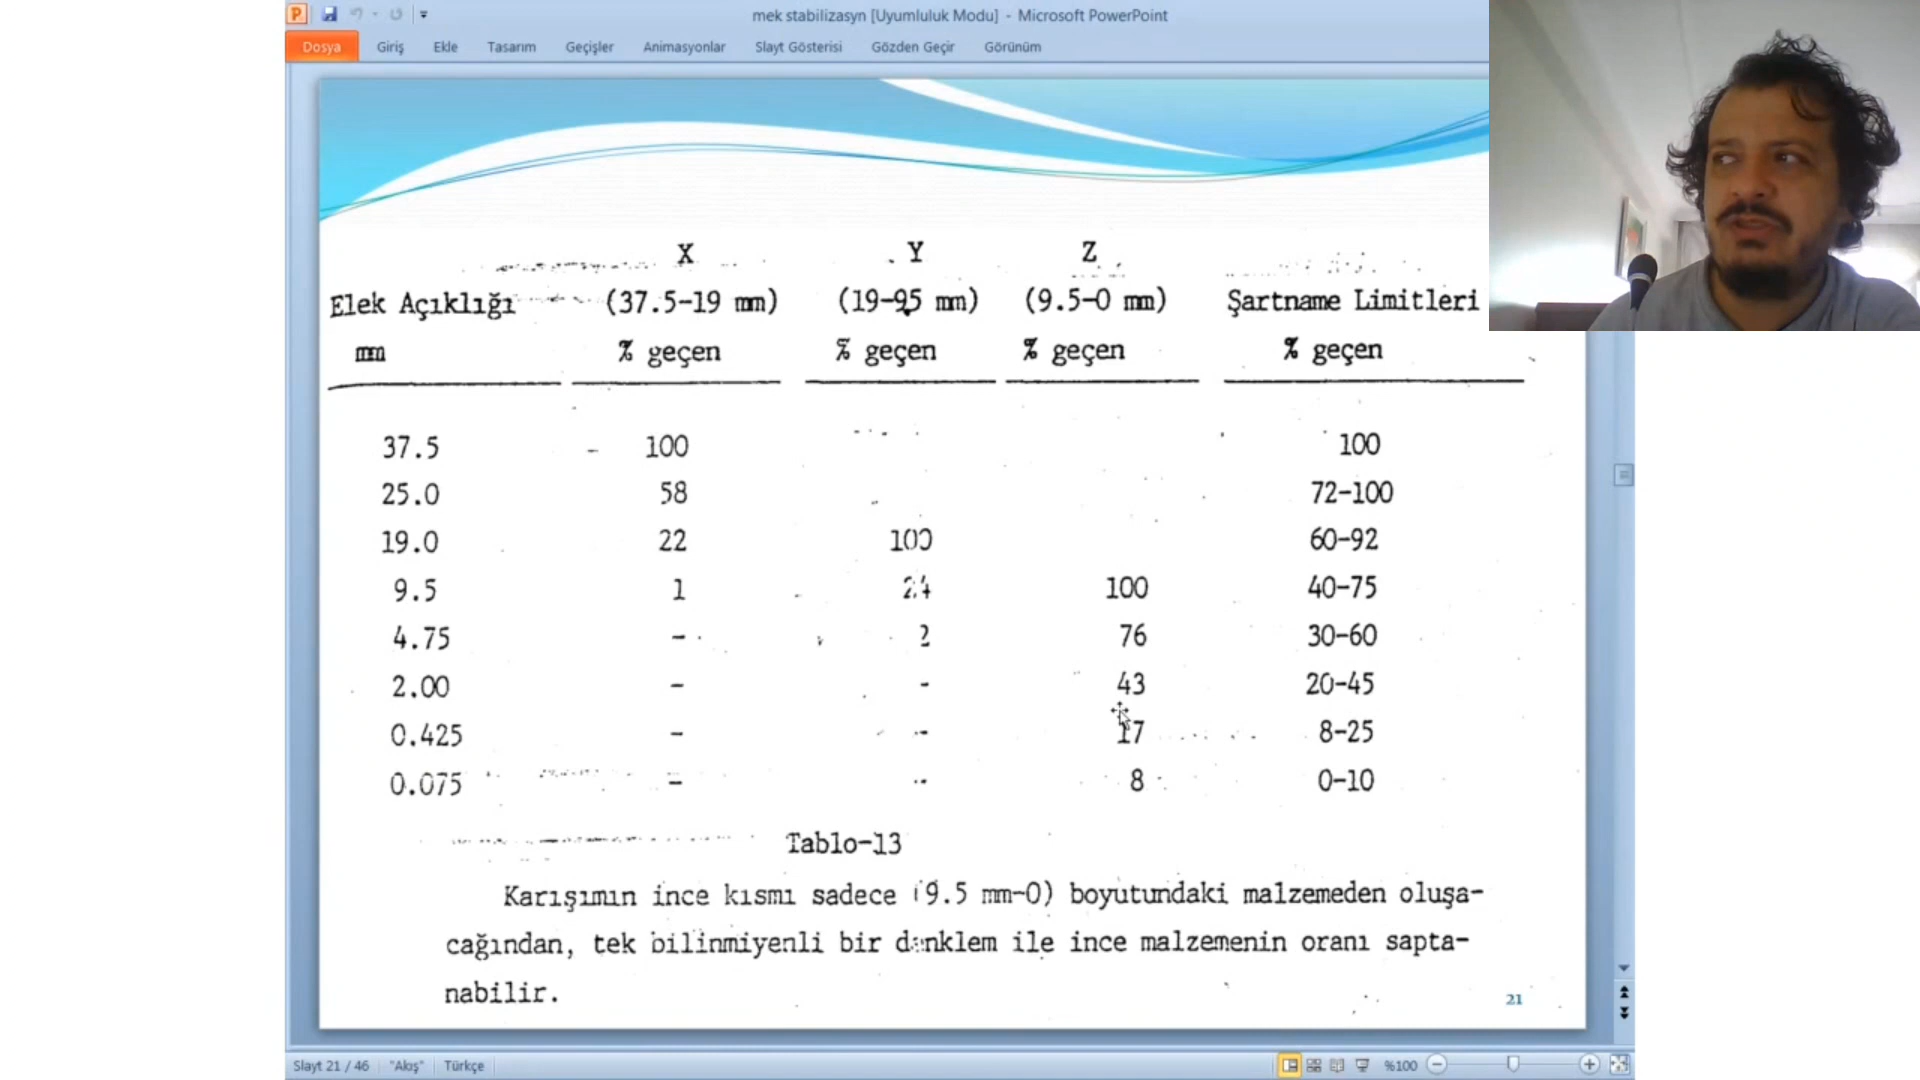 mek stabilizasyn [Uyumluluk Modu] - Microsoft PowerPoint
Dosya Giriş Ekle Tasarım Geçişler Animasyonlar Slayt Gösterisi Gözden Geçir Görünüm
X Y Z
Elek Açıklığı (37.5-19 mm) (19-9.5 mm) (9.5-0 mm) Şartname Limitleri
mm % geçen % geçen % geçen % geçen
37.5 100 100
25.0 58 72-100
19.0 22 100 60-92
9.5 1 24 100 40-75
4.75 - 2 76 30-60
2.00 - - 43 20-45
0.425 - - 17 8-25
0.075 - - 8 0-10
Tablo-13
Karışımın ince kısmı sadece (9.5 mm-0) boyutundaki malzemeden oluşa-
cağından, tek bilinmiyenli bir denklem ile ince malzemenin oranı sapta-
nabilir.
21
Slayt 21 / 46 "Akış" Türkçe %100